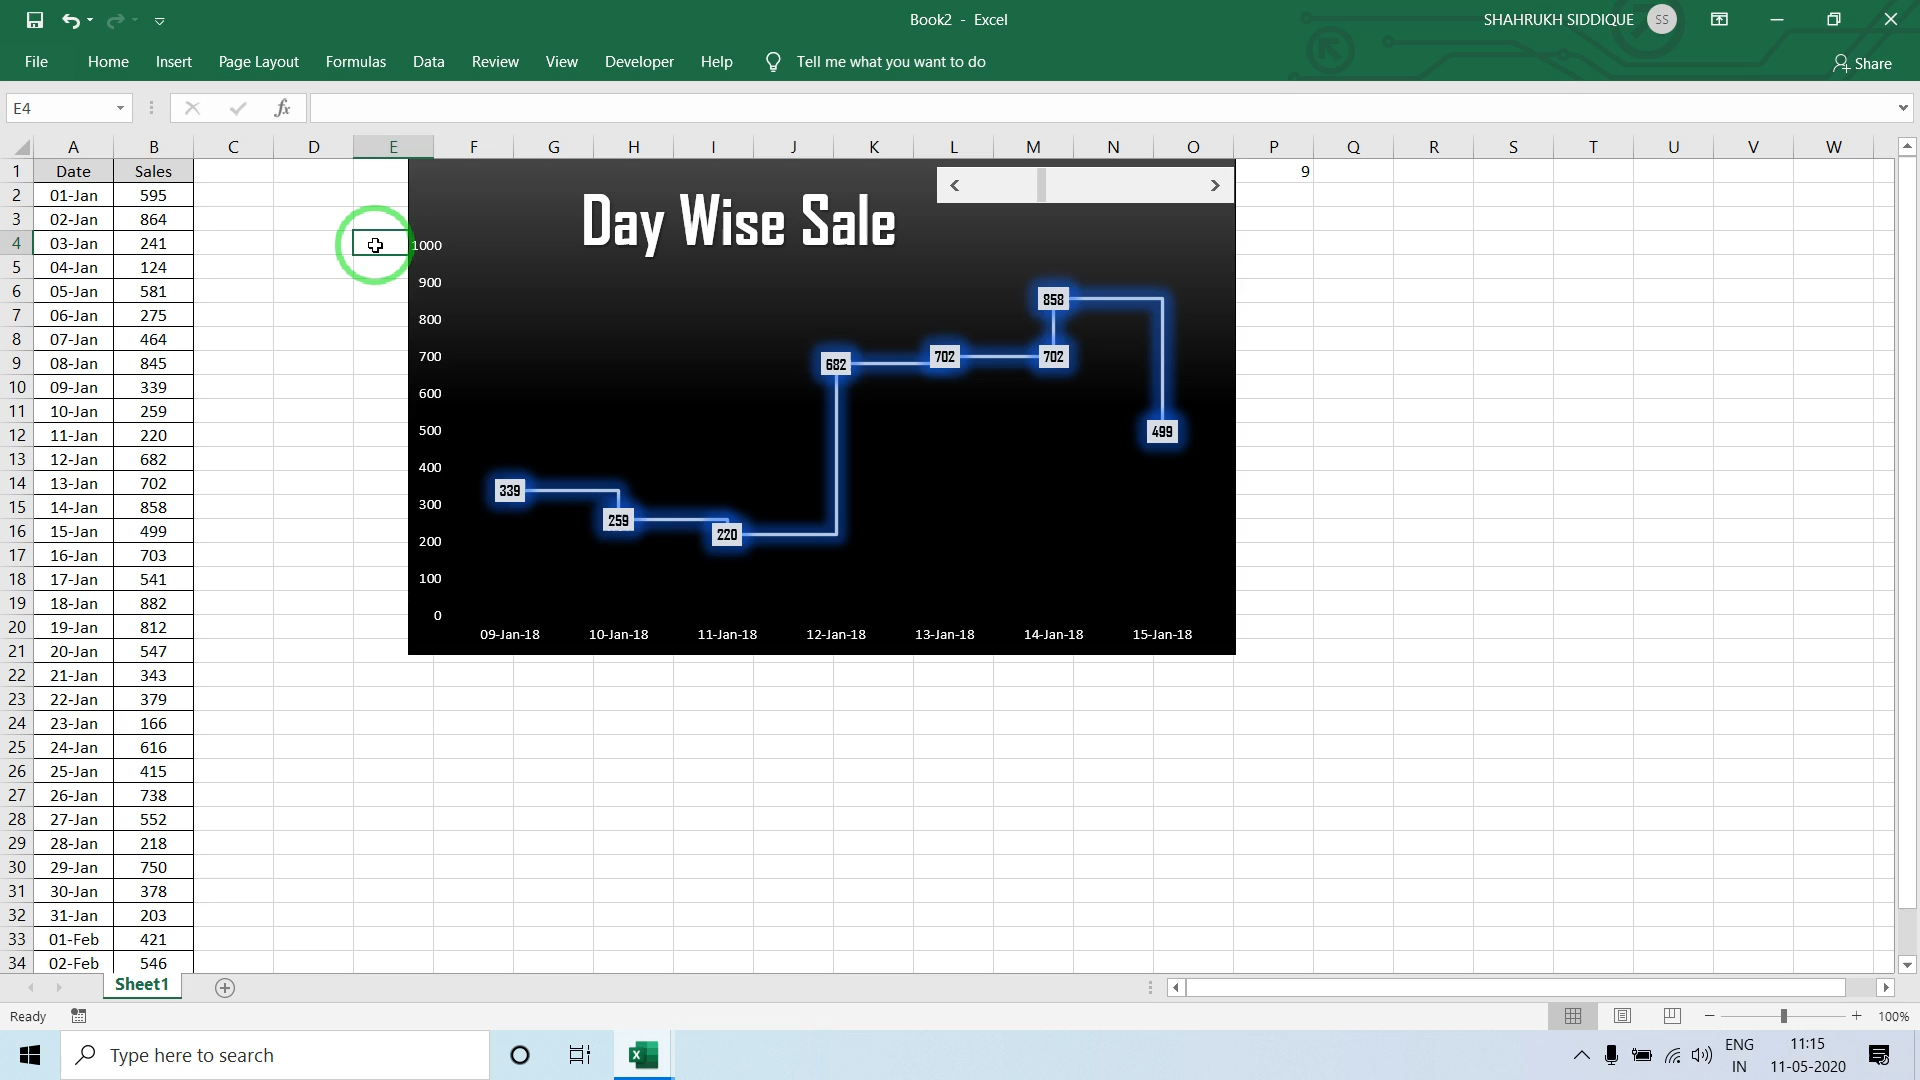 Book2 - Excel
SHAHRUKH SIDDIQUE SS
File Home Insert Page Layout Formulas Data Review View Developer Help Tell me what you want to do Share
E4 fx
A B C D E F G H I J K L M N O P Q R S T U V W
1 Date Sales 9
2 01-Jan 595
3 02-Jan 864
4 03-Jan 241
5 04-Jan 124
6 05-Jan 581
7 06-Jan 275
8 07-Jan 464
9 08-Jan 845
10 09-Jan 339
11 10-Jan 259
12 11-Jan 220
13 12-Jan 682
14 13-Jan 702
15 14-Jan 858
16 15-Jan 499
17 16-Jan 703
18 17-Jan 541
19 18-Jan 882
20 19-Jan 812
21 20-Jan 547
22 21-Jan 343
23 22-Jan 379
24 23-Jan 166
25 24-Jan 616
26 25-Jan 415
27 26-Jan 738
28 27-Jan 552
29 28-Jan 218
30 29-Jan 750
31 30-Jan 378
32 31-Jan 203
33 01-Feb 421
34 02-Feb 546
Day Wise Sale
1000
900
858
800
700
682 702 702
600
500
499
400
339
300
259
220
200
100
0
09-Jan-18 10-Jan-18 11-Jan-18 12-Jan-18 13-Jan-18 14-Jan-18 15-Jan-18
Sheet1
Ready 100%
Type here to search
ENG
IN
11:15
11-05-2020